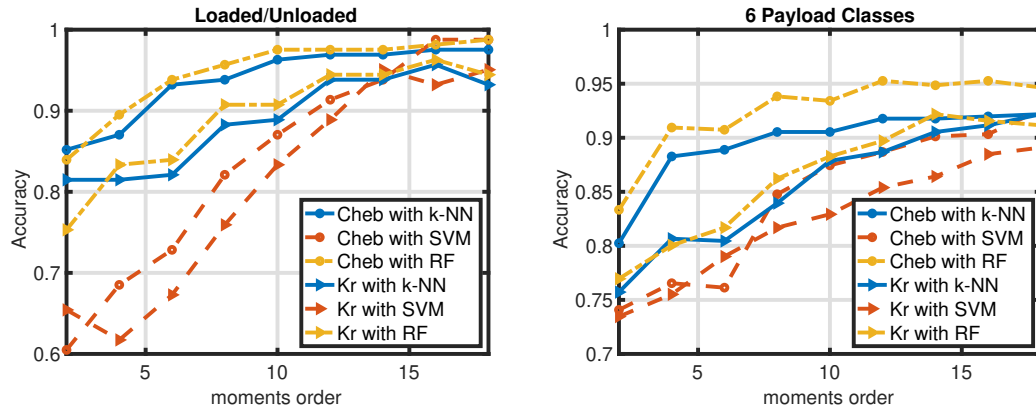 Loaded/Unloaded
1
0.9
0.8
0.7
0.6
Accuracy
5
10
15
moments order
Cheb with k-NN
Cheb with SVM
Cheb with RF
Kr with k-NN
Kr with SVM
Kr with RF
6 Payload Classes
1
0.95
0.9
0.85
0.8
0.75
0.7
Accuracy
5
10
15
moments order
Cheb with k-NN
Cheb with SVM
Cheb with RF
Kr with k-NN
Kr with SVM
Kr with RF